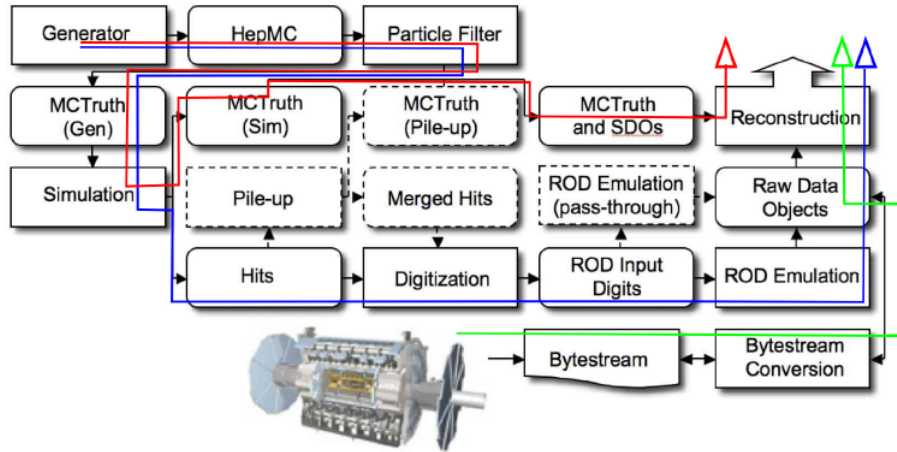 Generator
HepMC
Particle Filter
MCTruth
(Gen)
MCTruth
(Sim)
MCTruth
(Pile-up)
MCTruth
and SDOs
Reconstruction
Simulation
Pile-up
Merged Hits
ROD Emulation
(pass-through)
Raw Data
Objects
Hits
Digitization
ROD Input
Digits
ROD Emulation
Bytestream
Bytestream
Conversion